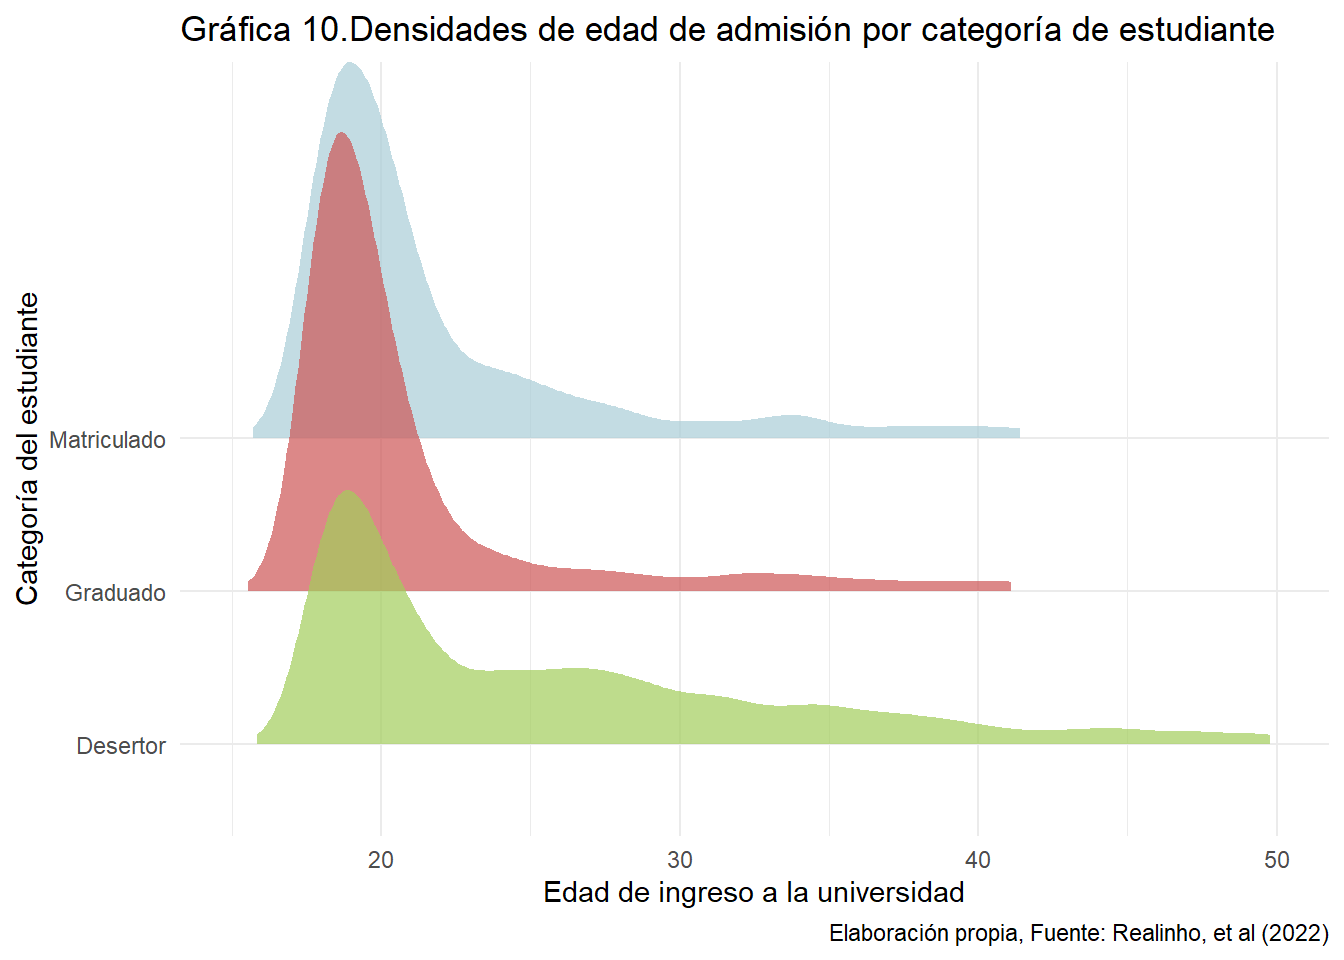 Gráfica 10.Densidades de edad de admisión por categoría de estudiante
Categoría del estudiante
Matriculado
Graduado
Desertor
20 30 40 50
Edad de ingreso a la universidad
Elaboración propia, Fuente: Realinho, et al (2022)